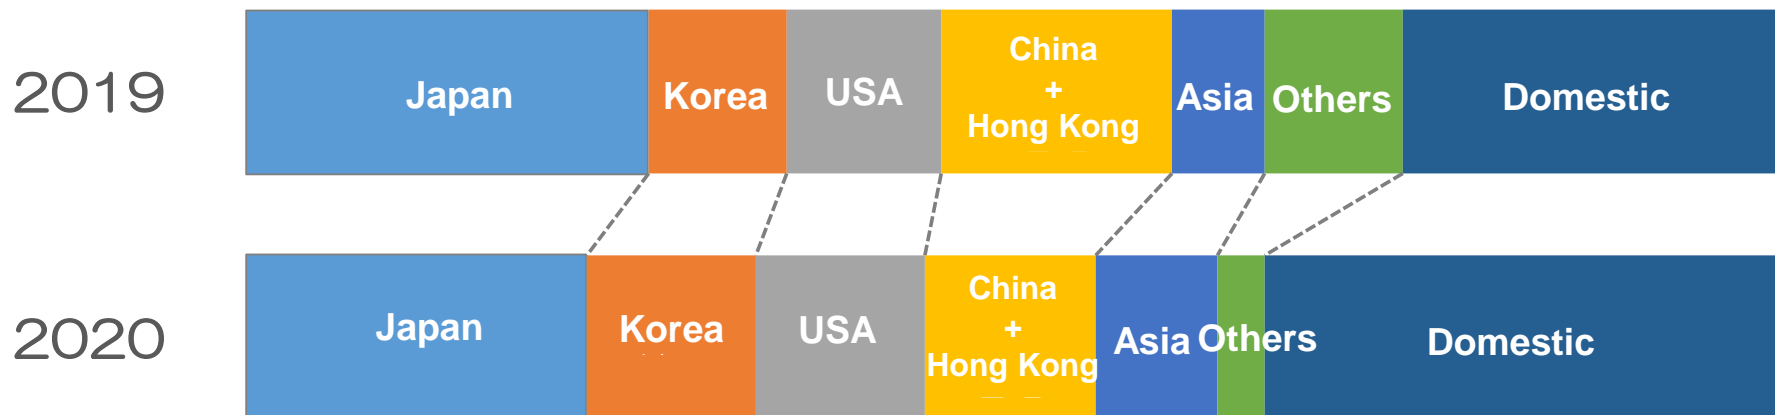 2019
Japan
Korea
USA
China
+
Hong Kong
Asia
Others
Domestic
2020
Japan
Korea
USA
China
+
Hong Kong
Asia
Others
Domestic